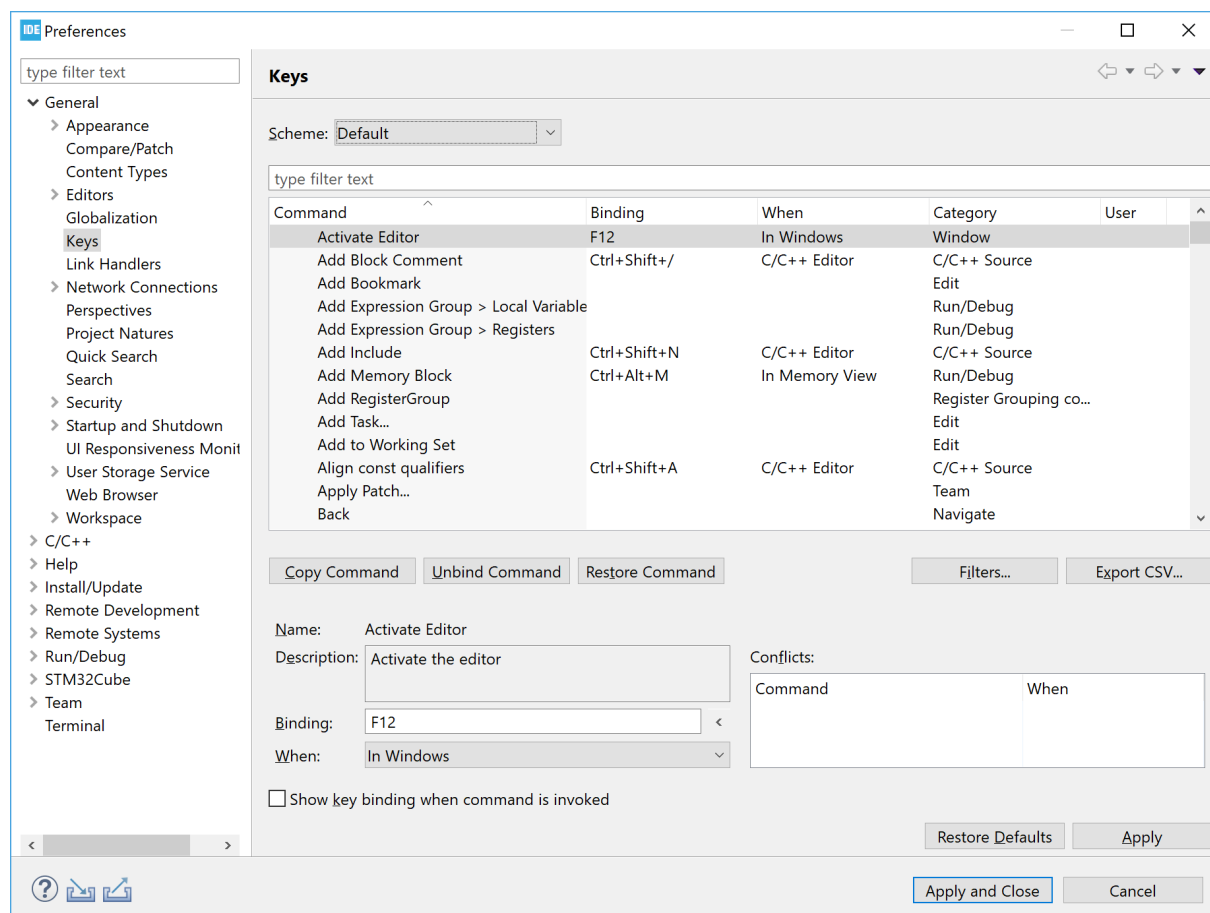 IDE Preferences
type filter text
General
Appearance
Compare/Patch
Content Types
Editors
Globalization
Keys
Link Handlers
Network Connections
Perspectives
Project Natures
Quick Search
Search
Security
Startup and Shutdown
UI Responsiveness Monit
User Storage Service
Web Browser
Workspace
C/C++
Help
Install/Update
Remote Development
Remote Systems
Run/Debug
STM32Cube
Team
Terminal
Keys
Scheme: Default
type filter text
Command Binding When Category User
Activate Editor F12 In Windows Window
Add Block Comment Ctrl+Shift+/ C/C++ Editor C/C++ Source
Add Bookmark Edit
Add Expression Group > Local Variable Run/Debug
Add Expression Group > Registers Run/Debug
Add Include Ctrl+Shift+N C/C++ Editor C/C++ Source
Add Memory Block Ctrl+Alt+M In Memory View Run/Debug
Add RegisterGroup Register Grouping co...
Add Task... Edit
Add to Working Set Edit
Align const qualifiers Ctrl+Shift+A C/C++ Editor C/C++ Source
Apply Patch... Team
Back Navigate
Copy Command Unbind Command Restore Command Filters... Export CSV...
Name: Activate Editor
Description: Activate the editor
Binding: F12
When: In Windows
Conflicts:
Command When
Show key binding when command is invoked
Restore Defaults Apply
? Apply and Close Cancel